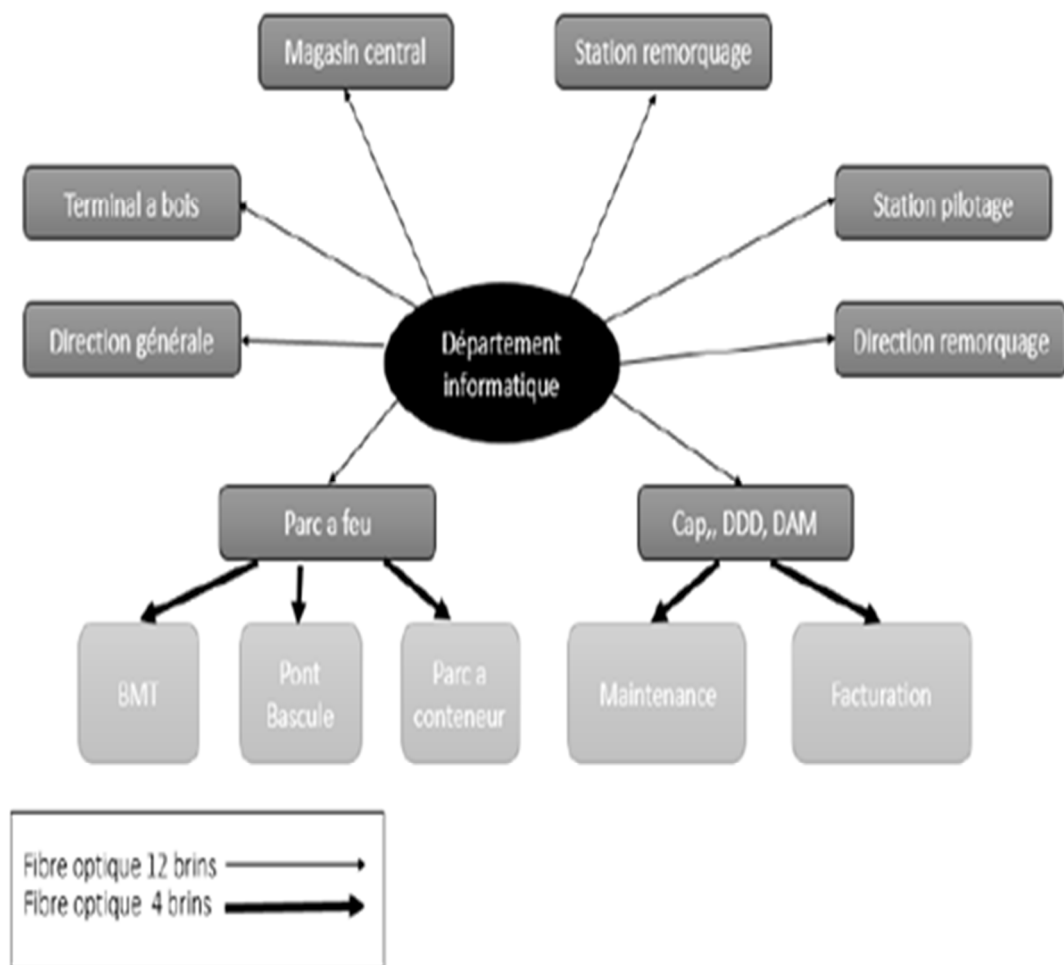 Magasin central
Station remorquage
Terminal a bois
Station pilotage
Direction générale
Département
informatique
Direction remorquage
Parc a feu
Cap,, DDD, DAM
BMT
Pont
Bascule
Parc a
conteneur
Maintenance
Facturation
Fibre optique 12 brins
Fibre optique 4 brins